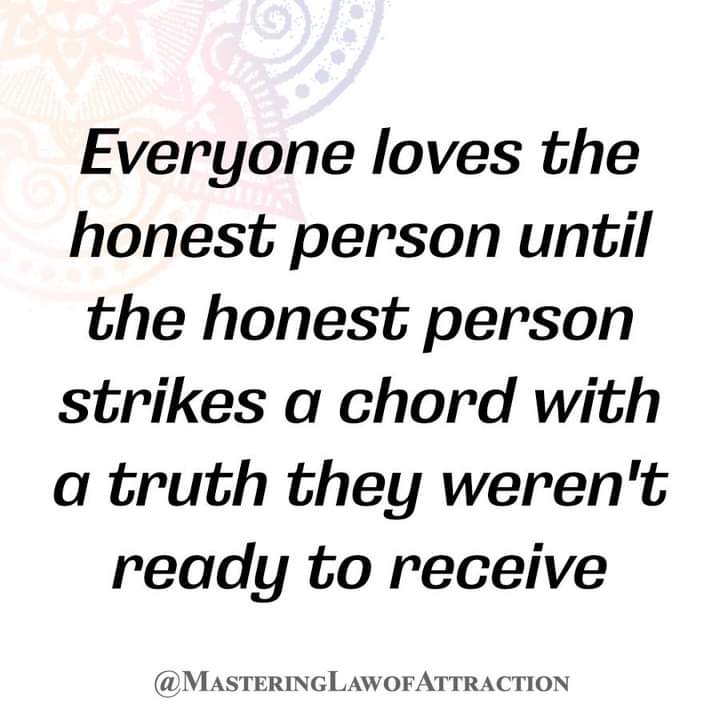 Everyone loves the
honest person until
the honest person
strikes a chord with
a truth they weren't
ready to receive
@MasteringLawofAttraction